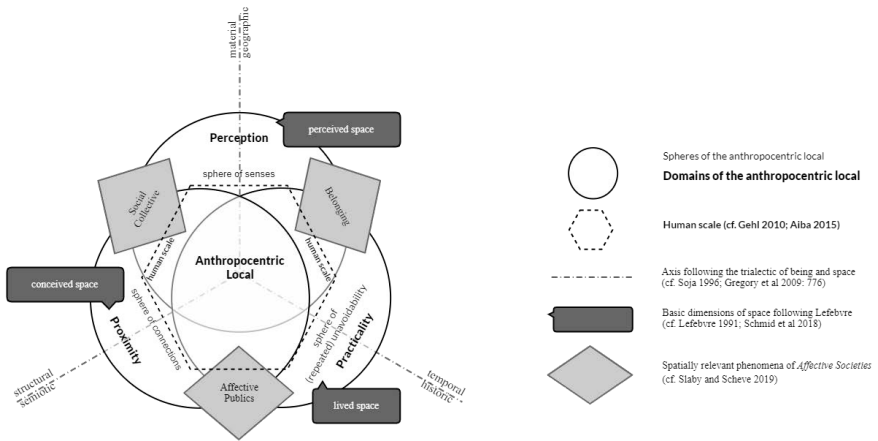 material
geographic
perceived space
Perception
sphere of senses
Social
Collective
Belonging
human scale
human scale
Anthropocentric
Local
conceived space
sphere of connections
Proximity
sphere of
(repeated) unavoidability
Practicality
structural
semiotic
temporal
historic
Affective
Publics
lived space
Spheres of the anthropocentric local
Domains of the anthropocentric local
Human scale (cf. Gehl 2010; Aiba 2015)
Axis following the trialectic of being and space
(cf. Soja 1996; Gregory et al 2009: 776)
Basic dimensions of space following Lefebvre
(cf. Lefebvre 1991; Schmid et al 2018)
Spatially relevant phenomena of Affective Societies
(cf. Slaby and Scheve 2019)